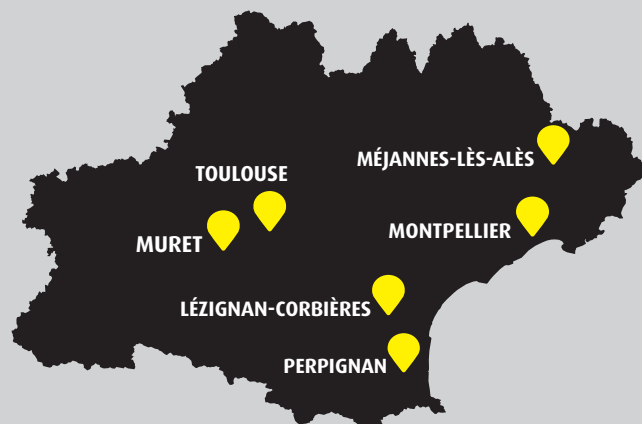 MÉJANNES-LÈS-ALÈS
TOULOUSE
MONTPELLIER
MURET
LÉZIGNAN-CORBIÈRES
PERPIGNAN